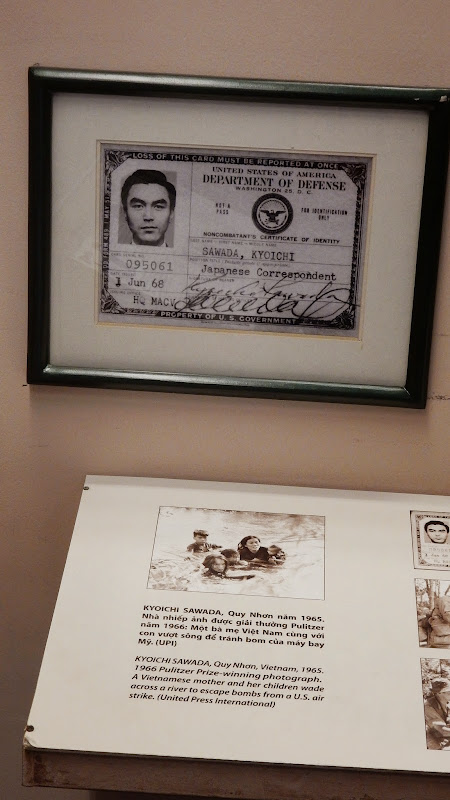 LOSS OF THIS CARD MUST BE REPORTED AT ONCE
UNITED STATES OF AMERICA
DEPARTMENT OF DEFENSE
WASHINGTON 25, D. C.
NOT A PASS
FOR IDENTIFICATION ONLY
NONCOMBATANT'S CERTIFICATE OF IDENTITY
SAWADA, KYOICHI
095061
Japanese Correspondent
1 Jun 68
HQ MACV
PROPERTY OF U.S. GOVERNMENT
KYOICHI SAWADA, Quy Nhơn năm 1965.
Nhà nhiếp ảnh được giải thưởng Pulitzer
năm 1966: Một bà mẹ Việt Nam cùng với
con vượt sông để tránh bom của máy bay
Mỹ. (UPI)
KYOICHI SAWADA, Quy Nhơn, Vietnam, 1965.
1966 Pulitzer Prize-winning photograph.
A Vietnamese mother and her children wade
across a river to escape bombs from a U.S. air
strike. (United Press International)